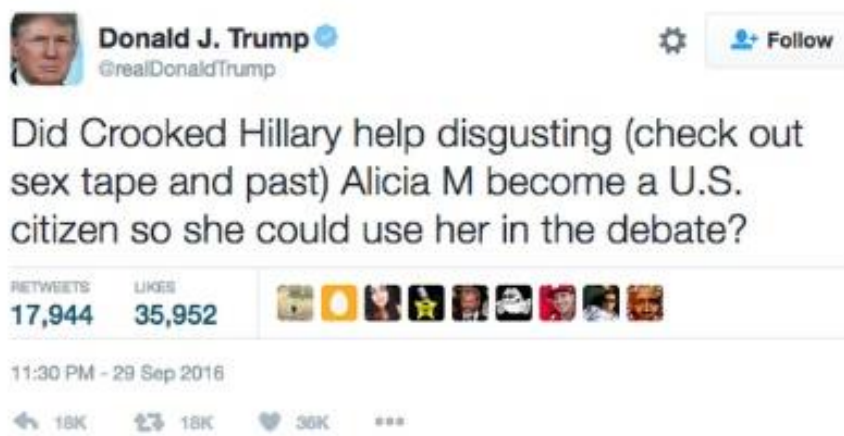 Donald J. Trump
@realDonaldTrump
Follow
Did Crooked Hillary help disgusting (check out
sex tape and past) Alicia M become a U.S.
citizen so she could use her in the debate?
RETWEETS LIKES
17,944 35,952
11:30 PM - 29 Sep 2016
18K 18K 36K